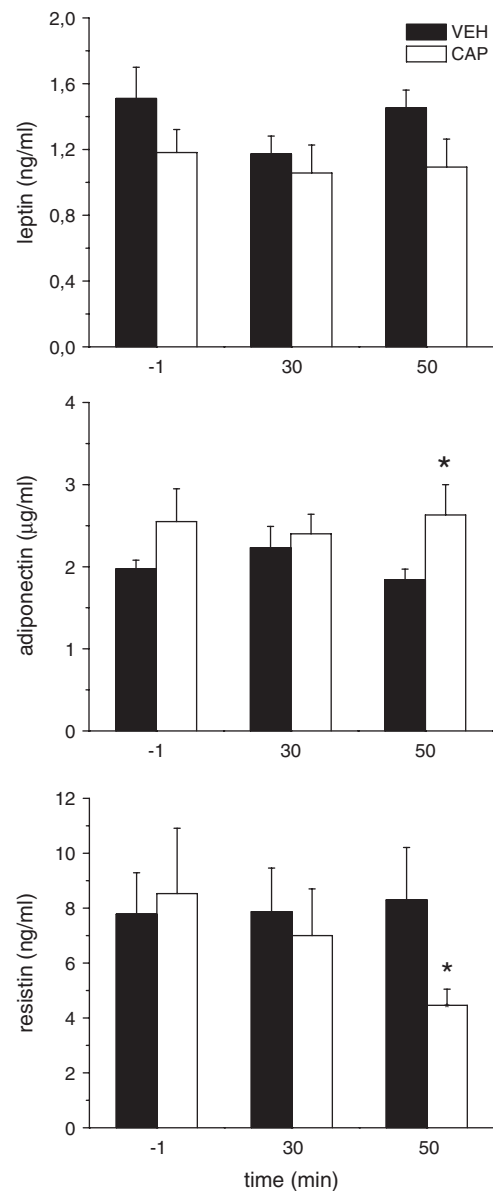 VEH
CAP
leptin (ng/ml)
2,0
1,6
1,2
0,8
0,4
0,0
-1 30 50
adiponectin (µg/ml)
4
3
2
1
0
*
-1 30 50
resistin (ng/ml)
12
10
8
6
4
2
0
*
-1 30 50
time (min)